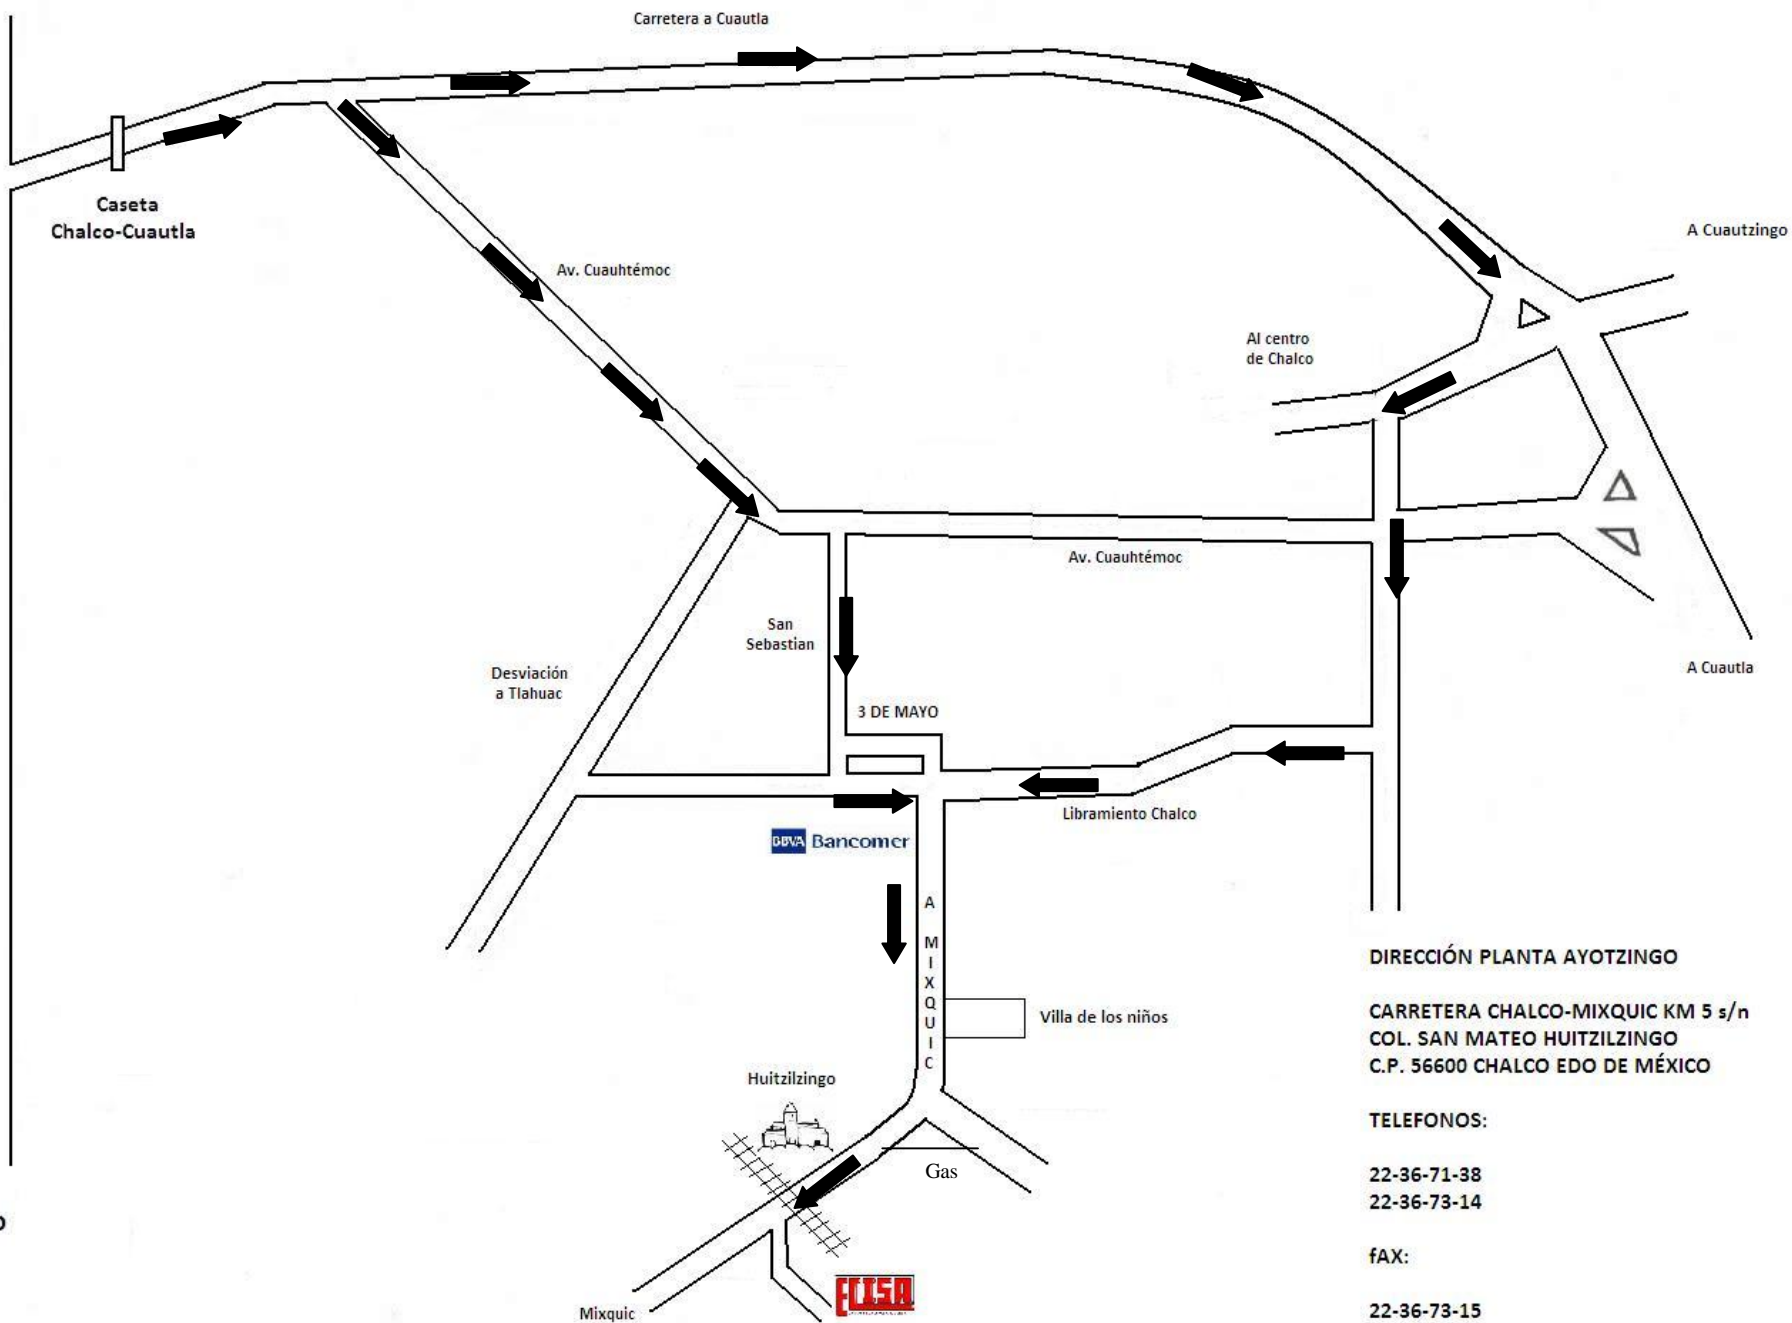 Carretera a Cuautla
Caseta
Chalco-Cuautla
A Cuautzingo
Av. Cuauhtémoc
Al centro
de Chalco
Av. Cuauhtémoc
San
Sebastian
Desviación
a Tlahuac
A Cuautla
3 DE MAYO
Libramiento Chalco
BBVA Bancomer
A MIXQUIC
Villa de los niños
Huitzilzingo
Gas
Mixquic
ECISA
DIRECCIÓN PLANTA AYOTZINGO
CARRETERA CHALCO-MIXQUIC KM 5 s/n
COL. SAN MATEO HUITZILZINGO
C.P. 56600 CHALCO EDO DE MÉXICO
TELEFONOS:
22-36-71-38
22-36-73-14
fAX:
22-36-73-15